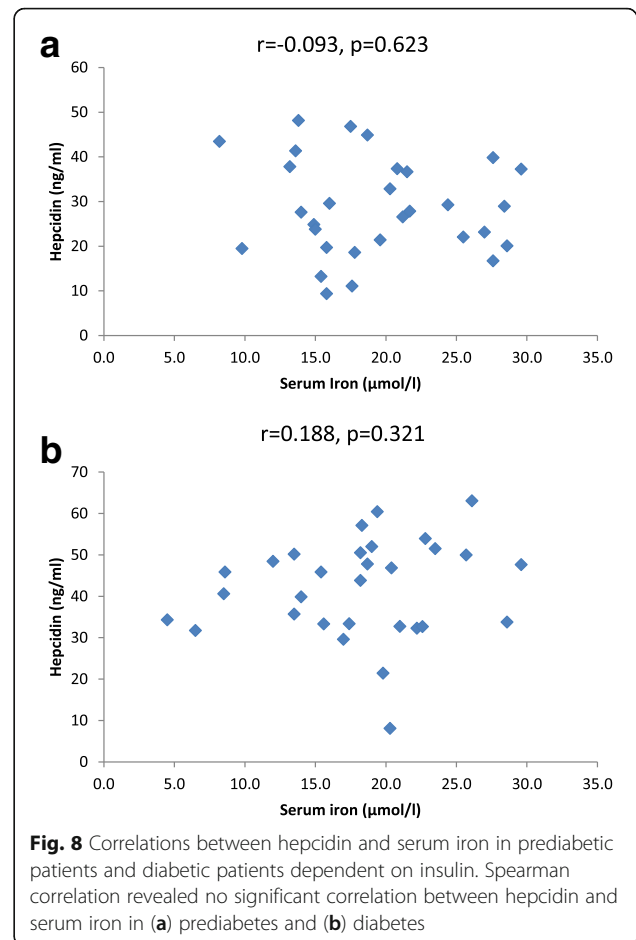 a
r=-0.093, p=0.623
60
50
40
30
20
10
0
Hepcidin (ng/ml)
0.0 5.0 10.0 15.0 20.0 25.0 30.0 35.0
Serum Iron (µmol/l)
b
r=0.188, p=0.321
70
60
50
40
30
20
10
0
Hepcidin (ng/ml)
0.0 5.0 10.0 15.0 20.0 25.0 30.0 35.0
Serum iron (µmol/l)
Fig. 8 Correlations between hepcidin and serum iron in prediabetic
patients and diabetic patients dependent on insulin. Spearman
correlation revealed no significant correlation between hepcidin and
serum iron in (a) prediabetes and (b) diabetes